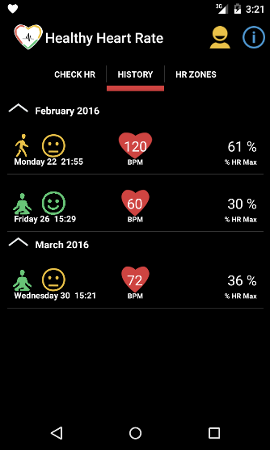 3G 3:21
Healthy Heart Rate
CHECK HR HISTORY HR ZONES
February 2016
120 61 %
Monday 22 21:55 BPM % HR Max
60 30 %
Friday 26 15:29 BPM % HR Max
March 2016
72 36 %
Wednesday 30 15:21 BPM % HR Max